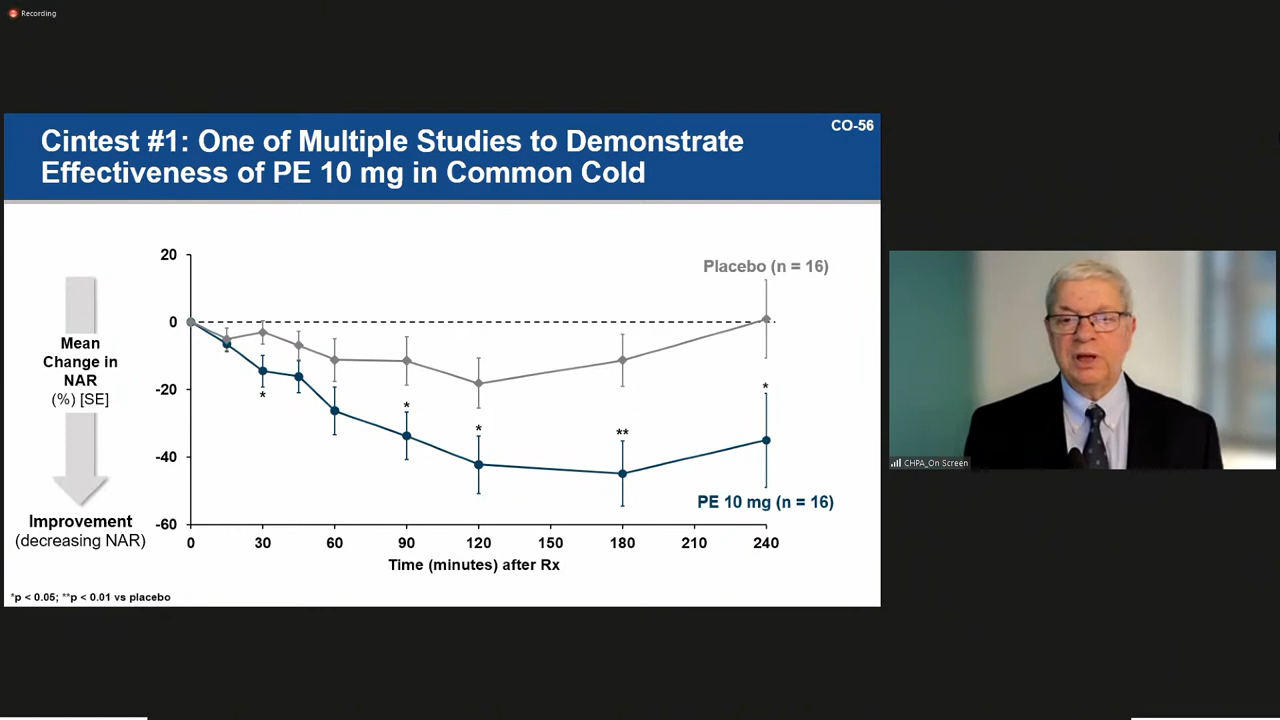 Recording
CO-56
Cintest #1: One of Multiple Studies to Demonstrate
Effectiveness of PE 10 mg in Common Cold
Mean
Change in
NAR
(%) [SE]
Improvement
(decreasing NAR)
20
0
-20
-40
-60
Placebo (n = 16)
*
*
*
**
*
PE 10 mg (n = 16)
0 30 60 90 120 150 180 210 240
Time (minutes) after Rx
*p < 0.05; **p < 0.01 vs placebo
CHPA_On Screen